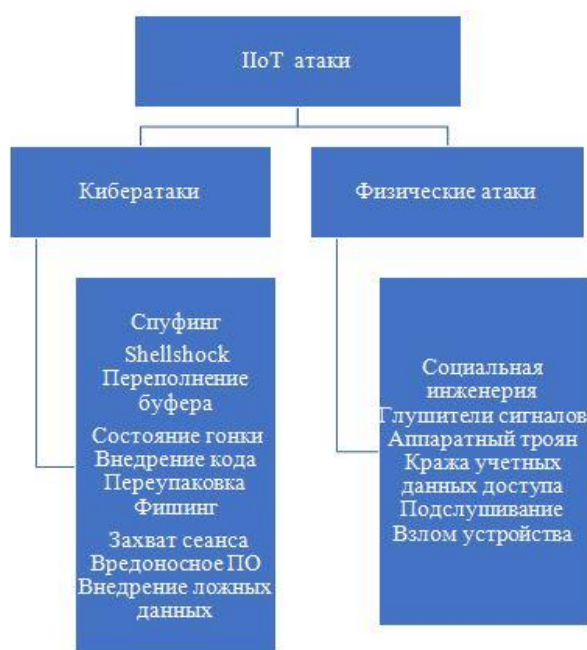 IIoT атаки
Кибератаки
Физические атаки
Спуфинг
Shellshock
Переполнение
буфера
Состояние гонки
Внедрение кода
Переупаковка
Фишинг
Захват сеанса
Вредоносное ПО
Внедрение ложных
данных
Социальная
инженерия
Глушители сигналов
Аппаратный троян
Кража учетных
данных доступа
Подслушивание
Взлом устройства